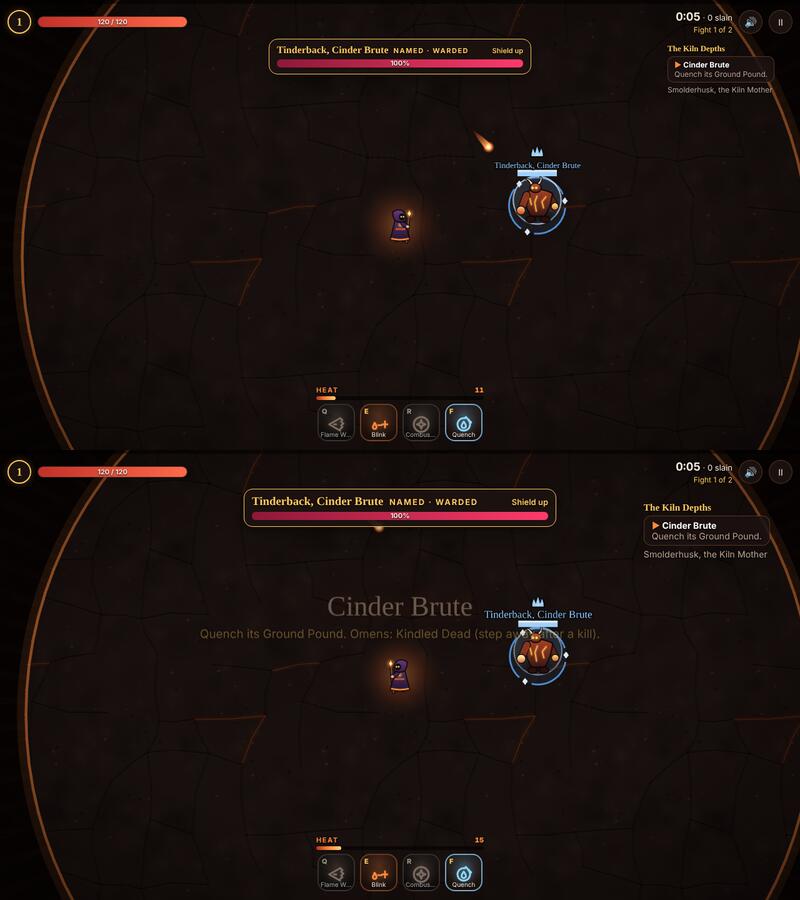 1
120 / 120
0:05 · 0 slain
Fight 1 of 2
Tinderback, Cinder Brute NAMED · WARDED Shield up
100%
The Kiln Depths
▶ Cinder Brute
Quench its Ground Pound.
Smolderhusk, the Kiln Mother
Tinderback, Cinder Brute
HEAT 11
Q E R F
Flame W... Blink Combus... Quench
1
120 / 120
0:05 · 0 slain
Fight 1 of 2
Tinderback, Cinder Brute NAMED · WARDED Shield up
100%
The Kiln Depths
▶ Cinder Brute
Quench its Ground Pound.
Smolderhusk, the Kiln Mother
Cinder Brute
Tinderback, Cinder Brute
Quench its Ground Pound. Omens: Kindled Dead (step away after a kill).
HEAT 15
Q E R F
Flame W... Blink Combus... Quench